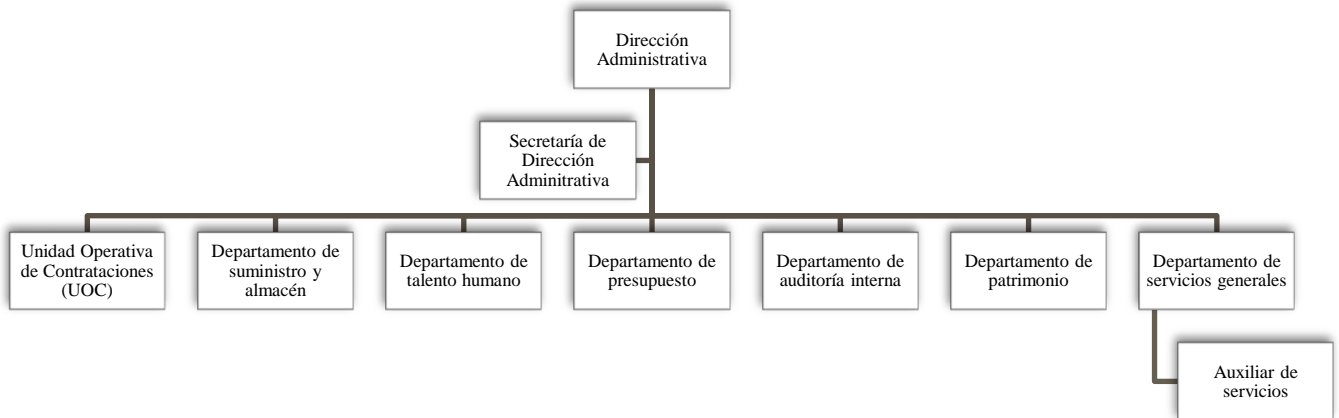 Dirección
Administrativa
Secretaría de
Dirección
Adminitrativa
Unidad Operativa
de Contrataciones
(UOC)
Departamento de
suministro y
almacén
Departamento de
talento humano
Departamento de
presupuesto
Departamento de
auditoría interna
Departamento de
patrimonio
Departamento de
servicios generales
Auxiliar de
servicios